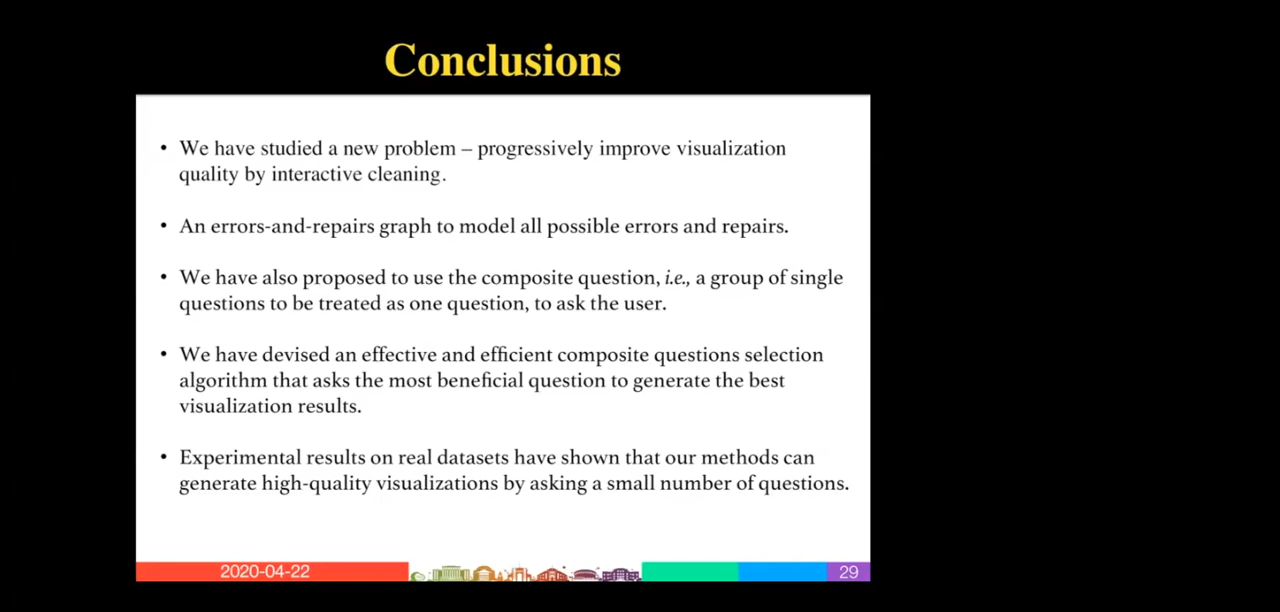 Conclusions
• We have studied a new problem – progressively improve visualization
quality by interactive cleaning.
• An errors-and-repairs graph to model all possible errors and repairs.
• We have also proposed to use the composite question, i.e., a group of single
questions to be treated as one question, to ask the user.
• We have devised an effective and efficient composite questions selection
algorithm that asks the most beneficial question to generate the best
visualization results.
• Experimental results on real datasets have shown that our methods can
generate high-quality visualizations by asking a small number of questions.
2020-04-22
29